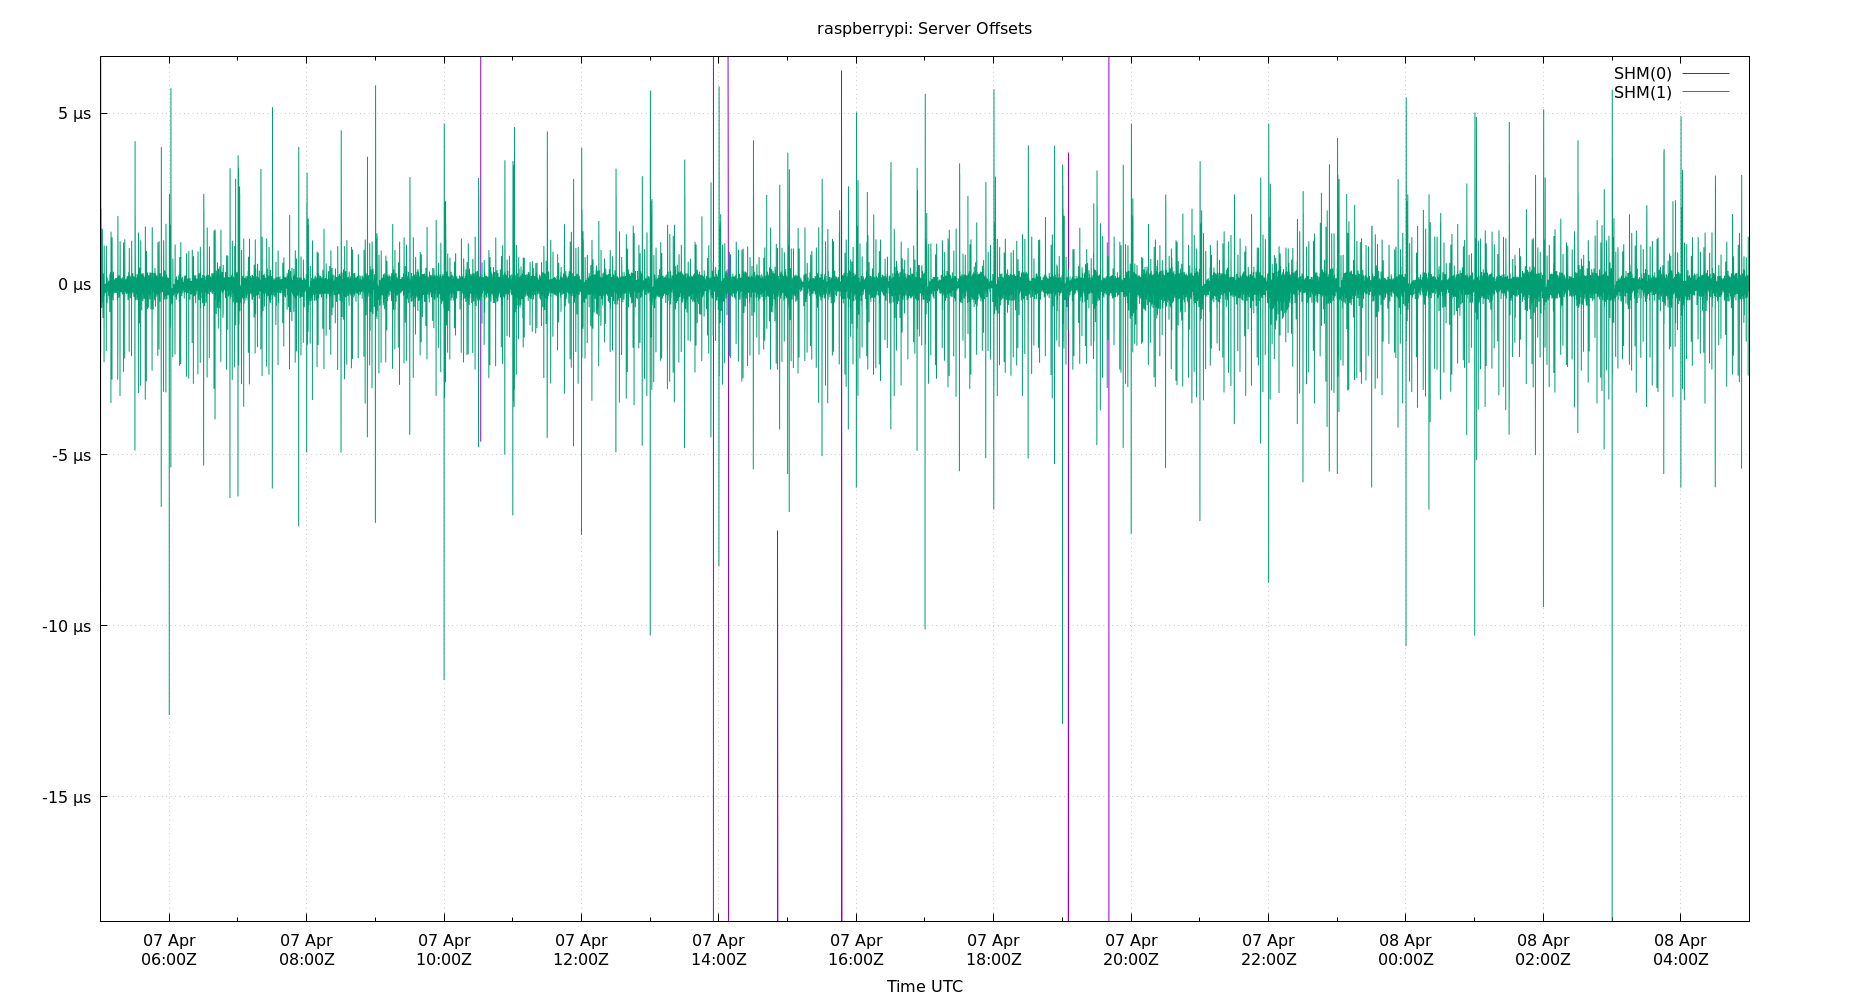 raspberrypi: Server Offsets
SHM(0)
SHM(1)
5 µs
0 µs
-5 µs
-10 µs
-15 µs
07 Apr 07 Apr 07 Apr 07 Apr 07 Apr 07 Apr 07 Apr 07 Apr 07 Apr 08 Apr 08 Apr 08 Apr
06:00Z 08:00Z 10:00Z 12:00Z 14:00Z 16:00Z 18:00Z 20:00Z 22:00Z 00:00Z 02:00Z 04:00Z
Time UTC